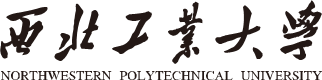 西北工業大學
NORTHWESTERN POLYTECHNICAL UNIVERSITY